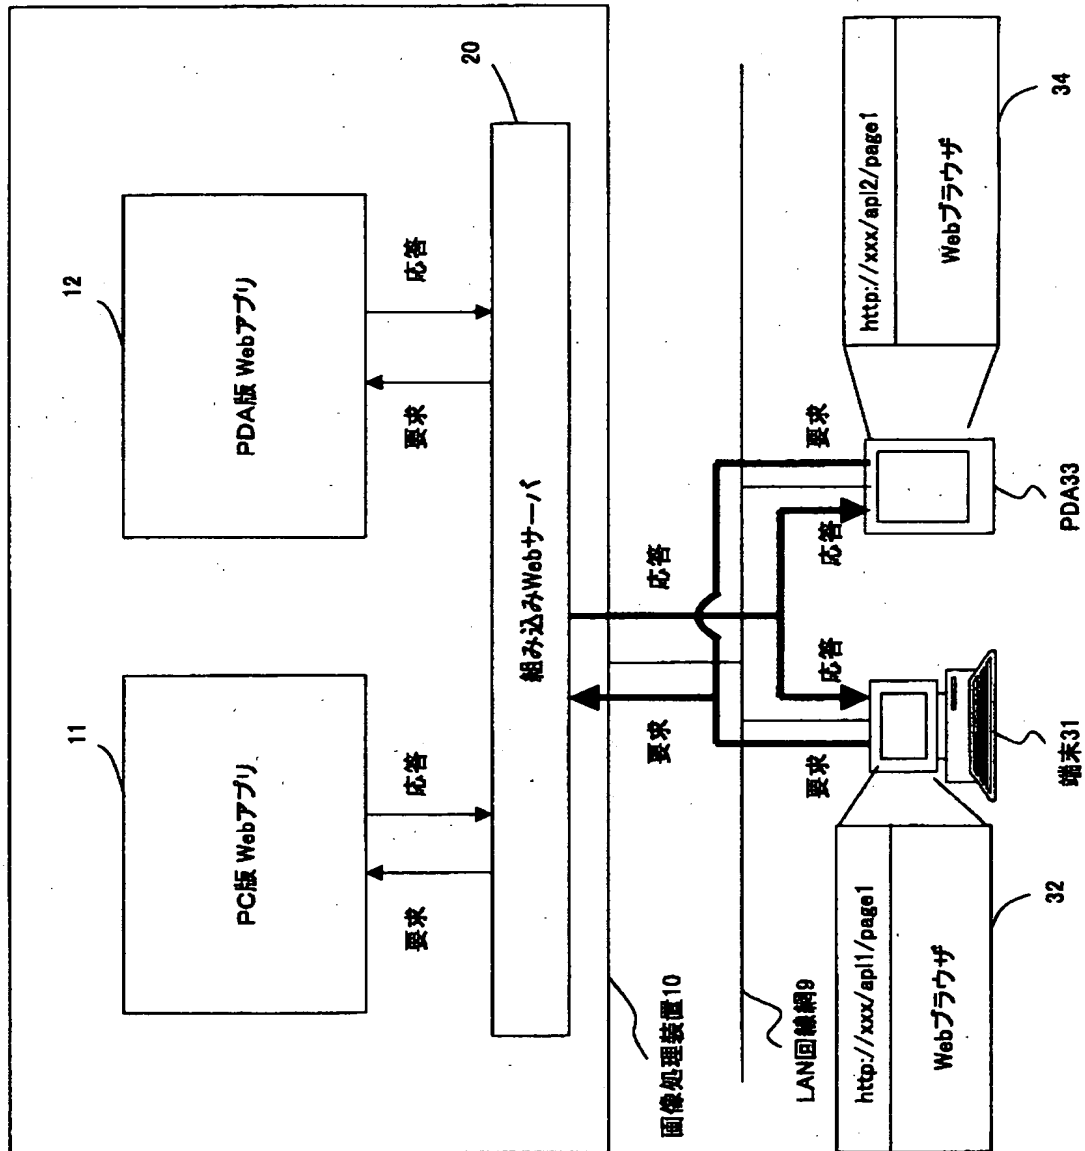 11
PC版 Webアプリ
要求
応答
12
PDA版 Webアプリ
要求
応答
20
組み込みWebサーバ
画像処理装置10
要求
応答
LAN回線網9
要求
応答
応答
要求
http://xxx/apl1/page1
Webブラウザ
32
端末31
PDA33
http://xxx/apl2/page1
Webブラウザ
34